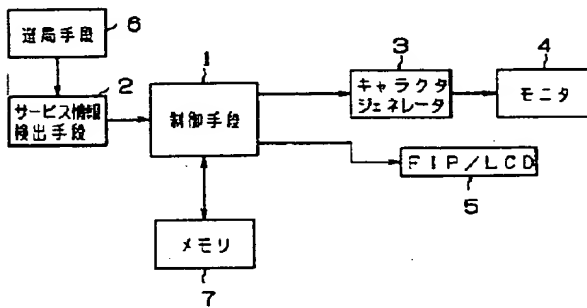 選局手段
6
2
サービス情報
検出手段
1
制御手段
3
キャラクタ
ジェネレータ
4
モニタ
FIP/LCD
5
メモリ
7